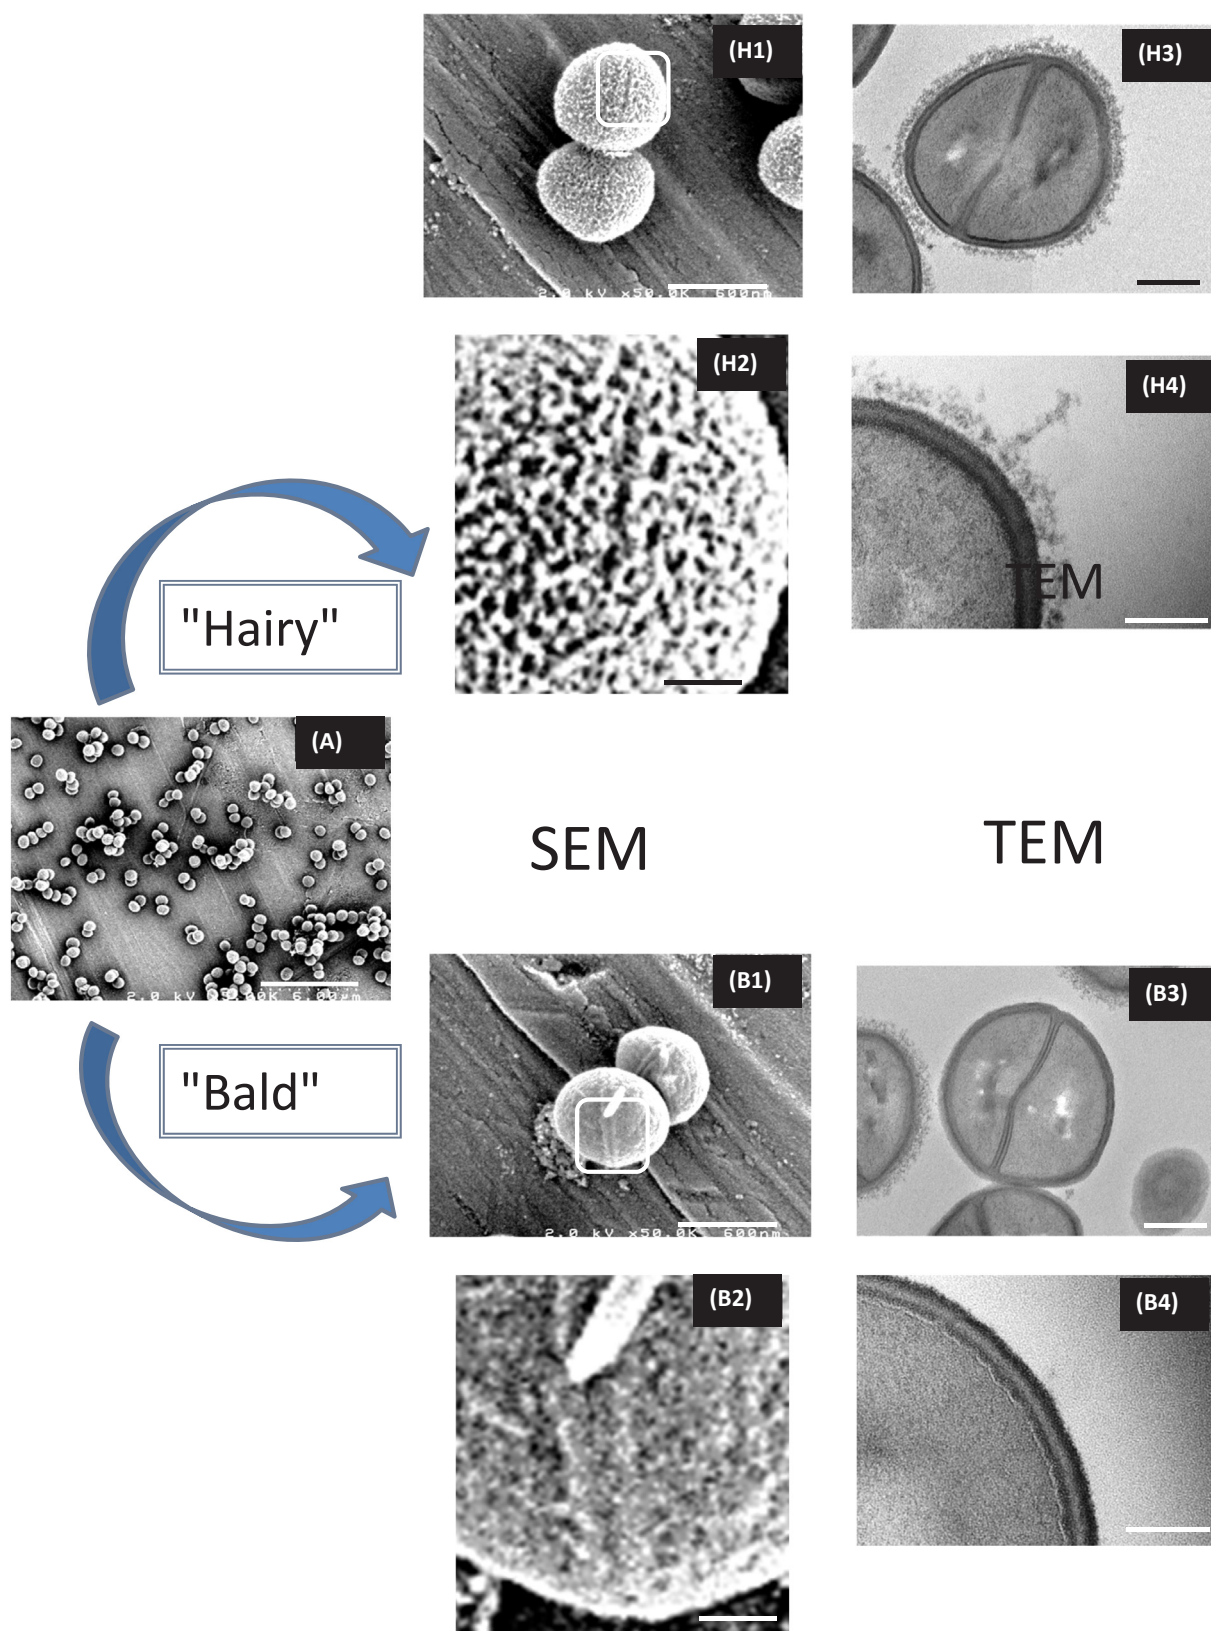 (H1)
2.0 kV x50.0K 600nm
(H3)
(H2)
(H4)
TEM
"Hairy"
(A)
SEM
TEM
"Bald"
(B1)
2.0 kV x50.0K 600nm
(B3)
(B2)
(B4)